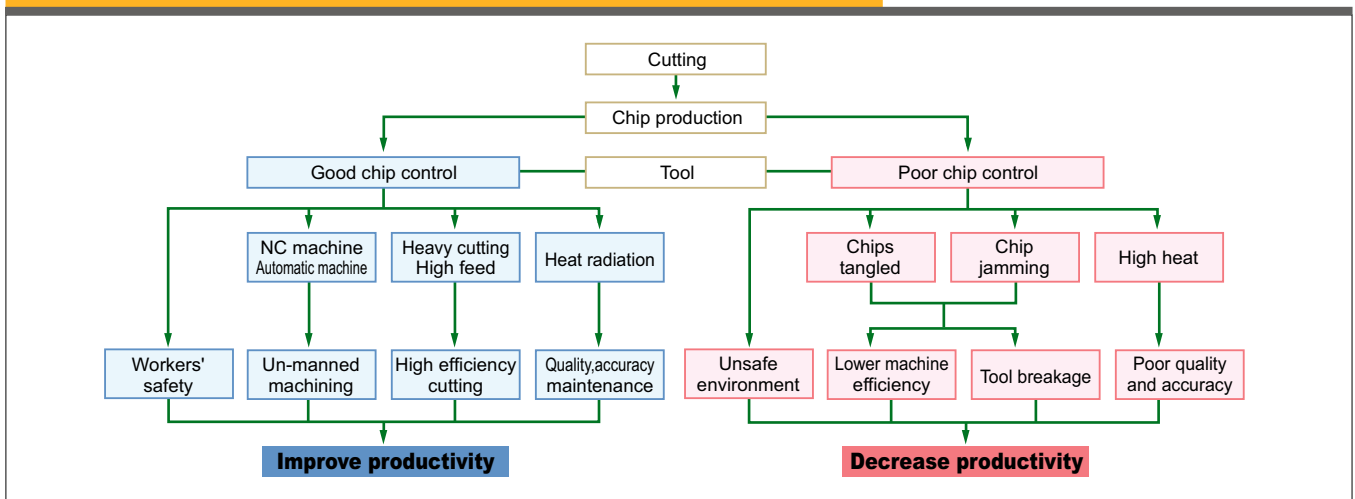 Cutting
Chip production
Good chip control
Tool
Poor chip control
NC machine
Automatic machine
Heavy cutting
High feed
Heat radiation
Chips
tangled
Chip
jamming
High heat
Workers'
safety
Un-manned
machining
High efficiency
cutting
Quality,accuracy
maintenance
Unsafe
environment
Lower machine
efficiency
Tool breakage
Poor quality
and accuracy
Improve productivity
Decrease productivity